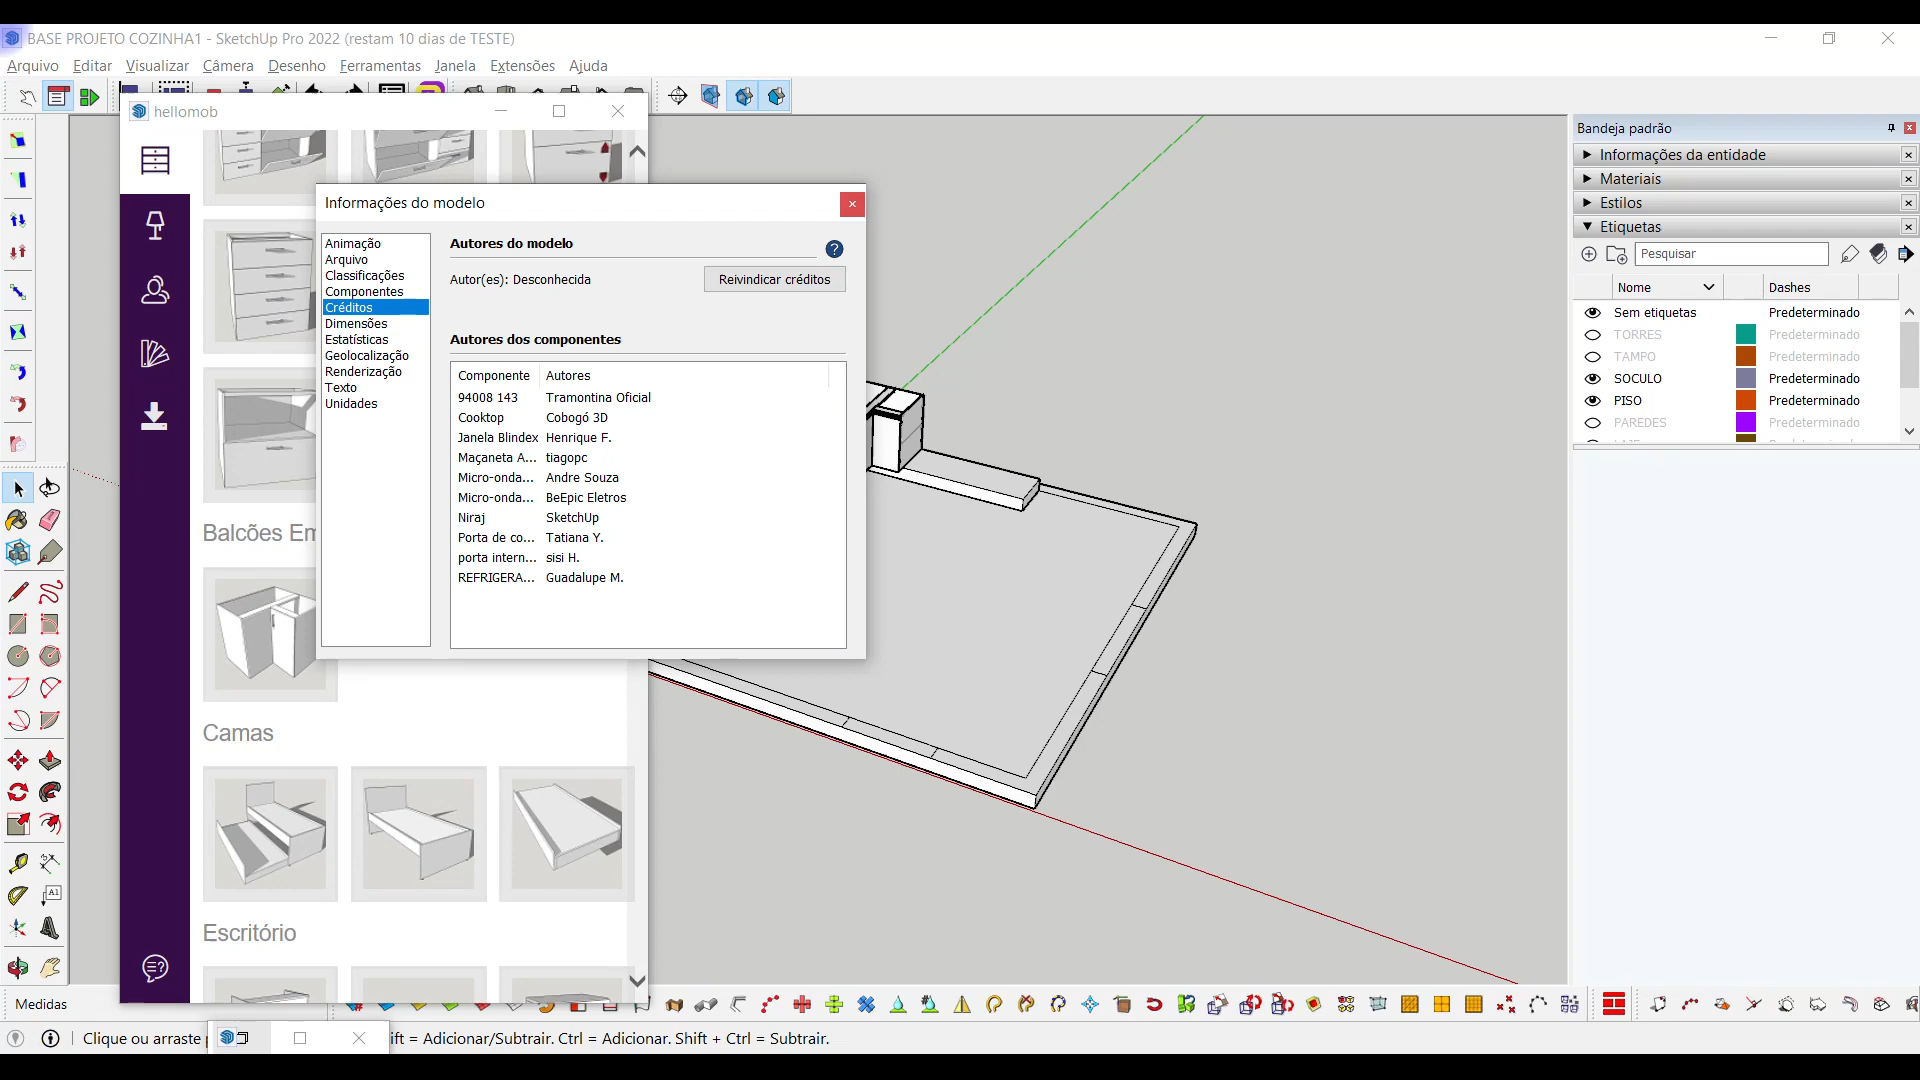 BASE PROJETO COZINHA1 - SketchUp Pro 2022 (restam 10 dias de TESTE)
Arquivo Editar Visualizar Câmera Desenho Ferramentas Janela Extensões Ajuda
hellomob
Balcões Em
Camas
Escritório
Informações do modelo
Animação
Arquivo
Classificações
Componentes
Créditos
Dimensões
Estatísticas
Geolocalização
Renderização
Texto
Unidades
Autores do modelo
Autor(es): Desconhecida
Reivindicar créditos
Autores dos componentes
Componente Autores
94008 143 Tramontina Oficial
Cooktop Cobogó 3D
Janela Blindex Henrique F.
Maçaneta A... tiagopc
Micro-onda... Andre Souza
Micro-onda... BeEpic Eletros
Niraj SketchUp
Porta de co... Tatiana Y.
porta intern... sisi H.
REFRIGERA... Guadalupe M.
Bandeja padrão
Informações da entidade
Materiais
Estilos
Etiquetas
Pesquisar
Nome Dashes
Sem etiquetas Predeterminado
TORRES Predeterminado
TAMPO Predeterminado
SOCULO Predeterminado
PISO Predeterminado
PAREDES Predeterminado
Medidas
Clique ou arraste
ift = Adicionar/Subtrair. Ctrl = Adicionar. Shift + Ctrl = Subtrair.